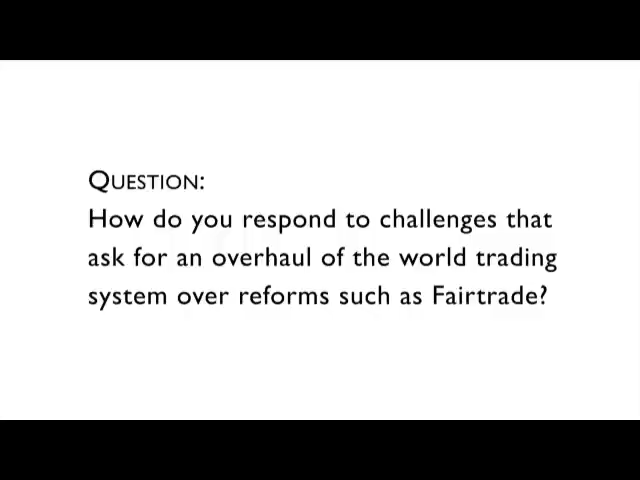 QUESTION:
How do you respond to challenges that
ask for an overhaul of the world trading
system over reforms such as Fairtrade?